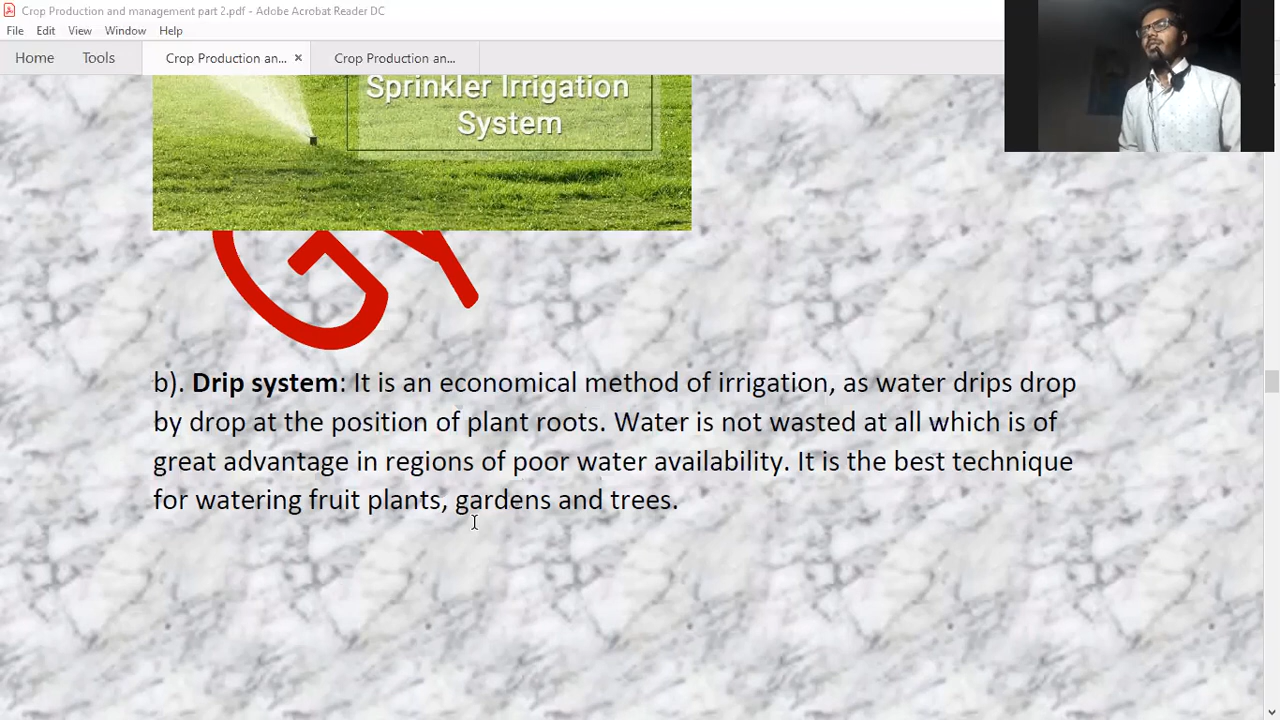 Crop Production and management part 2.pdf - Adobe Acrobat Reader DC
File Edit View Window Help
Home Tools Crop Production an... × Crop Production an...
Sprinkler Irrigation
System
G
b). Drip system: It is an economical method of irrigation, as water drips drop
by drop at the position of plant roots. Water is not wasted at all which is of
great advantage in regions of poor water availability. It is the best technique
for watering fruit plants, gardens and trees.